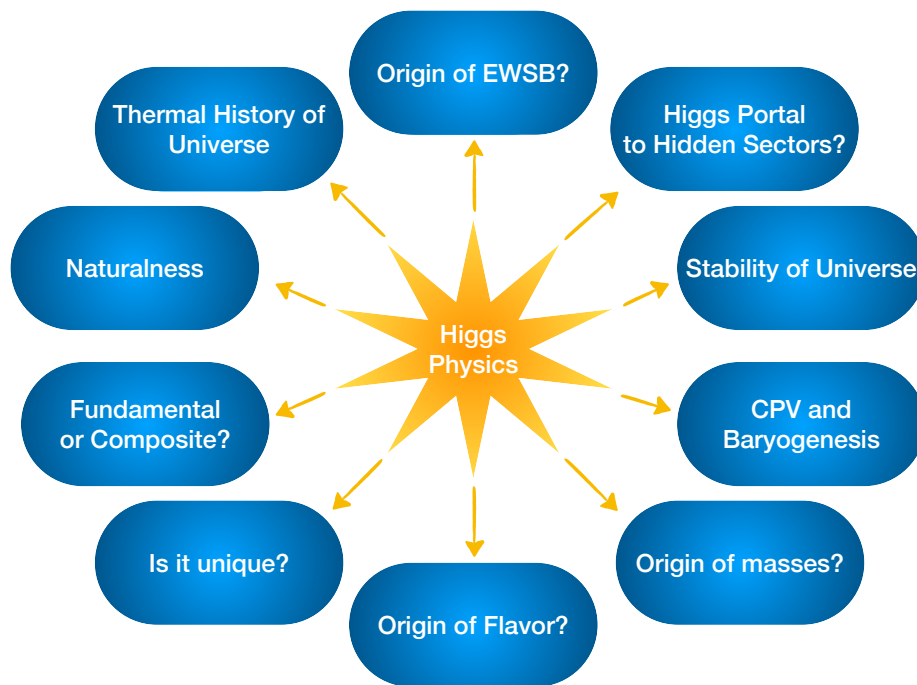 Origin of EWSB?
Thermal History of
Universe
Higgs Portal
to Hidden Sectors?
Naturalness
Stability of Universe
Higgs
Physics
Fundamental
or Composite?
CPV and
Baryogenesis
Is it unique?
Origin of masses?
Origin of Flavor?